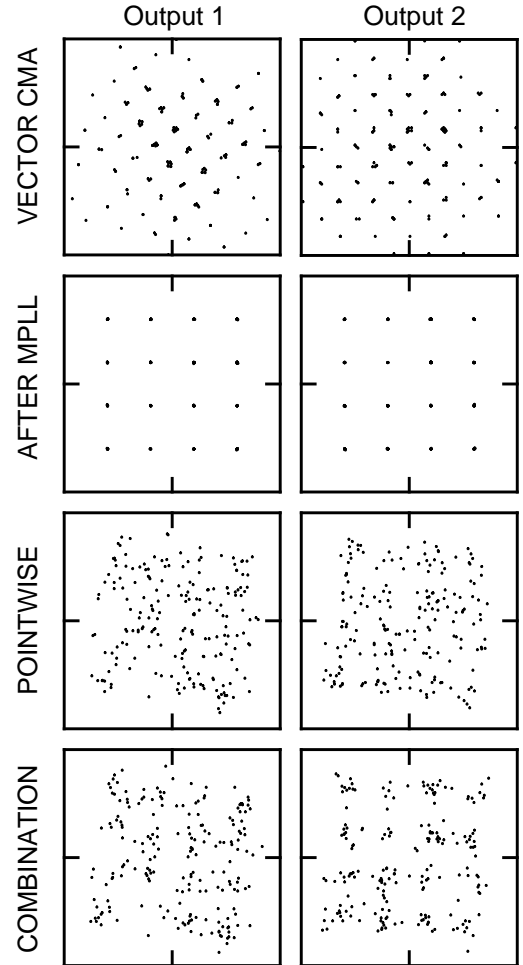 Output 1 Output 2
VECTOR CMA
AFTER MPLL
POINTWISE
COMBINATION